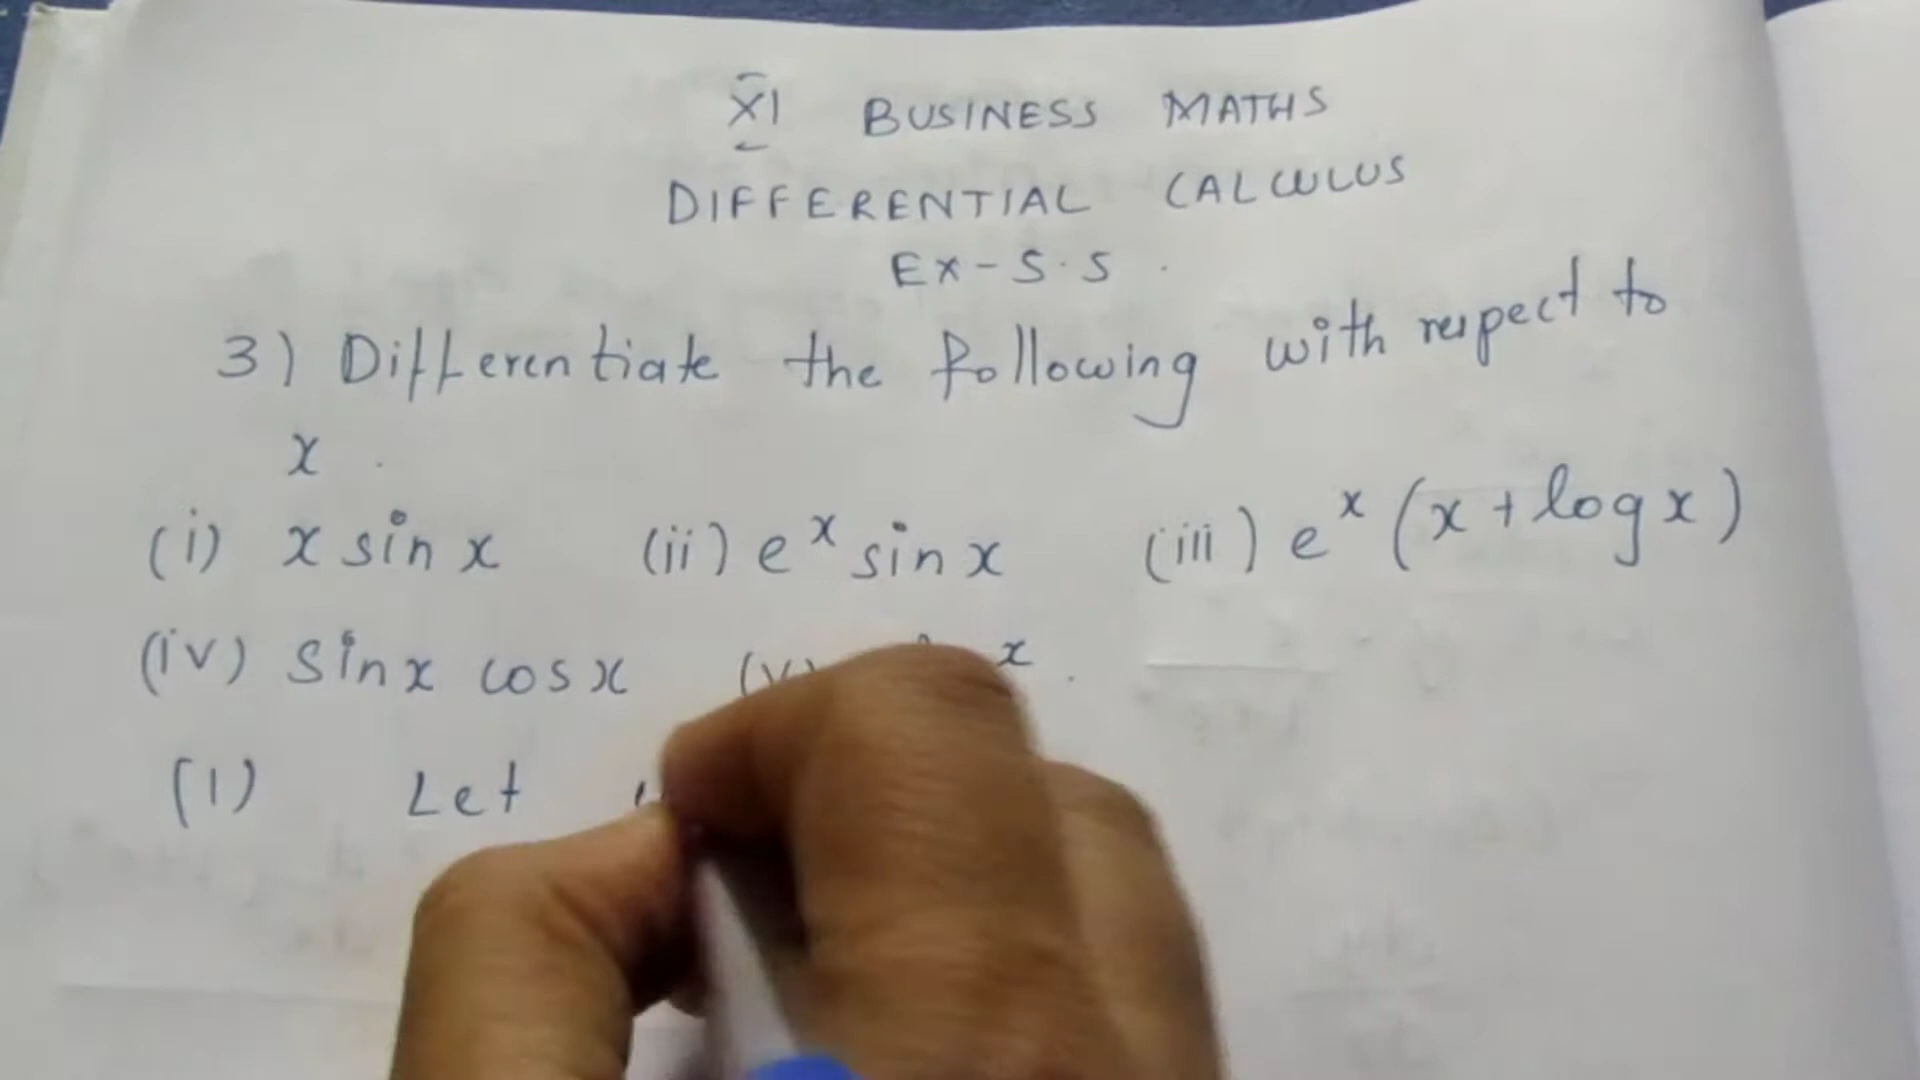 XI BUSINESS MATHS
DIFFERENTIAL CALCULUS
Ex - 5.5
3) Differentiate the following with respect to
x.
(i) x sin x (ii) e^x sin x (iii) e^x (x + log x)
(iv) sin x cos x (v) x.
(1) Let